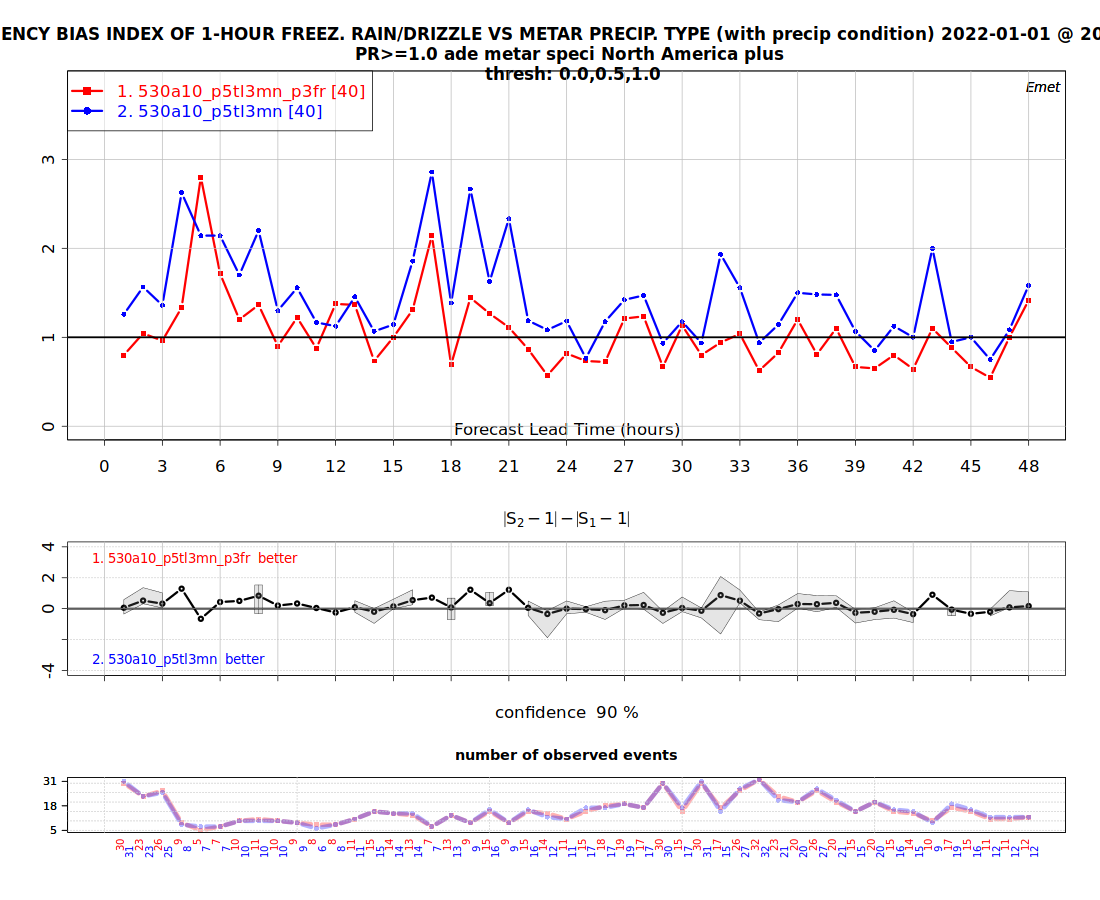 ENCY BIAS INDEX OF 1-HOUR FREEZ. RAIN/DRIZZLE VS METAR PRECIP. TYPE (with precip condition) 2022-01-01 @ 20
PR>=1.0 ade metar speci North America plus
thresh: 0.0,0.5,1.0
1. 530a10_p5tl3mn_p3fr [40]
2. 530a10_p5tl3mn [40]
Emet
3
2
1
0
Forecast Lead Time (hours)
0 3 6 9 12 15 18 21 24 27 30 33 36 39 42 45 48
|S2 − 1| − |S1 − 1|
4
2
0
-4
1. 530a10_p5tl3mn_p3fr better
2. 530a10_p5tl3mn better
confidence 90 %
number of observed events
31
18
5